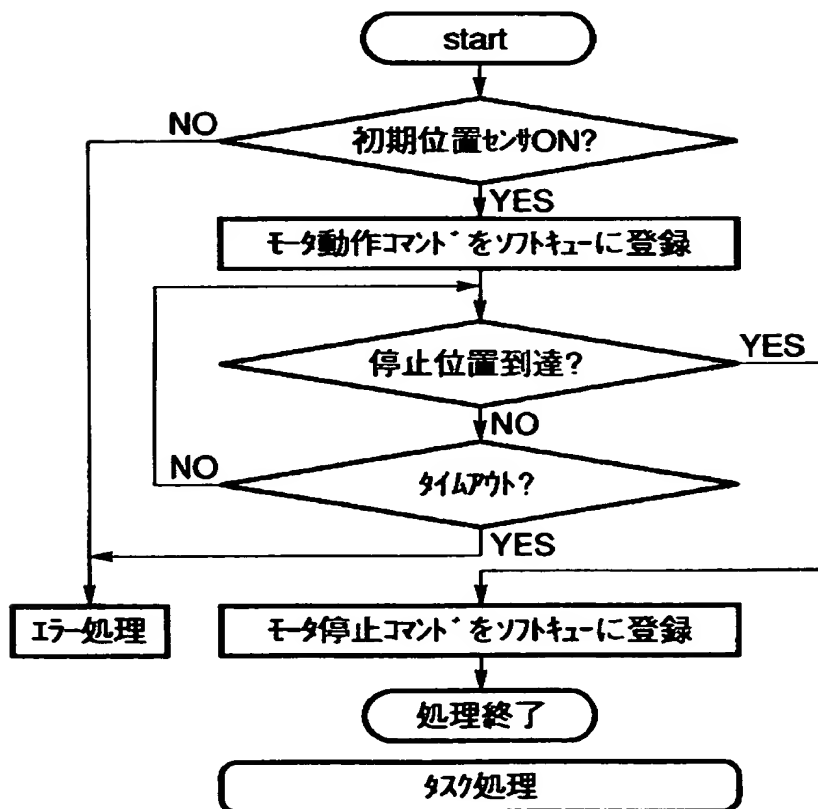 start
NO
初期位置センサON?
YES
モータ動作コマンド゛をソフトキューに登録
停止位置到達?
YES
NO
NO
タイムアウト?
YES
エラー処理
モータ停止コマンド゛をソフトキューに登録
処理終了
タスク処理